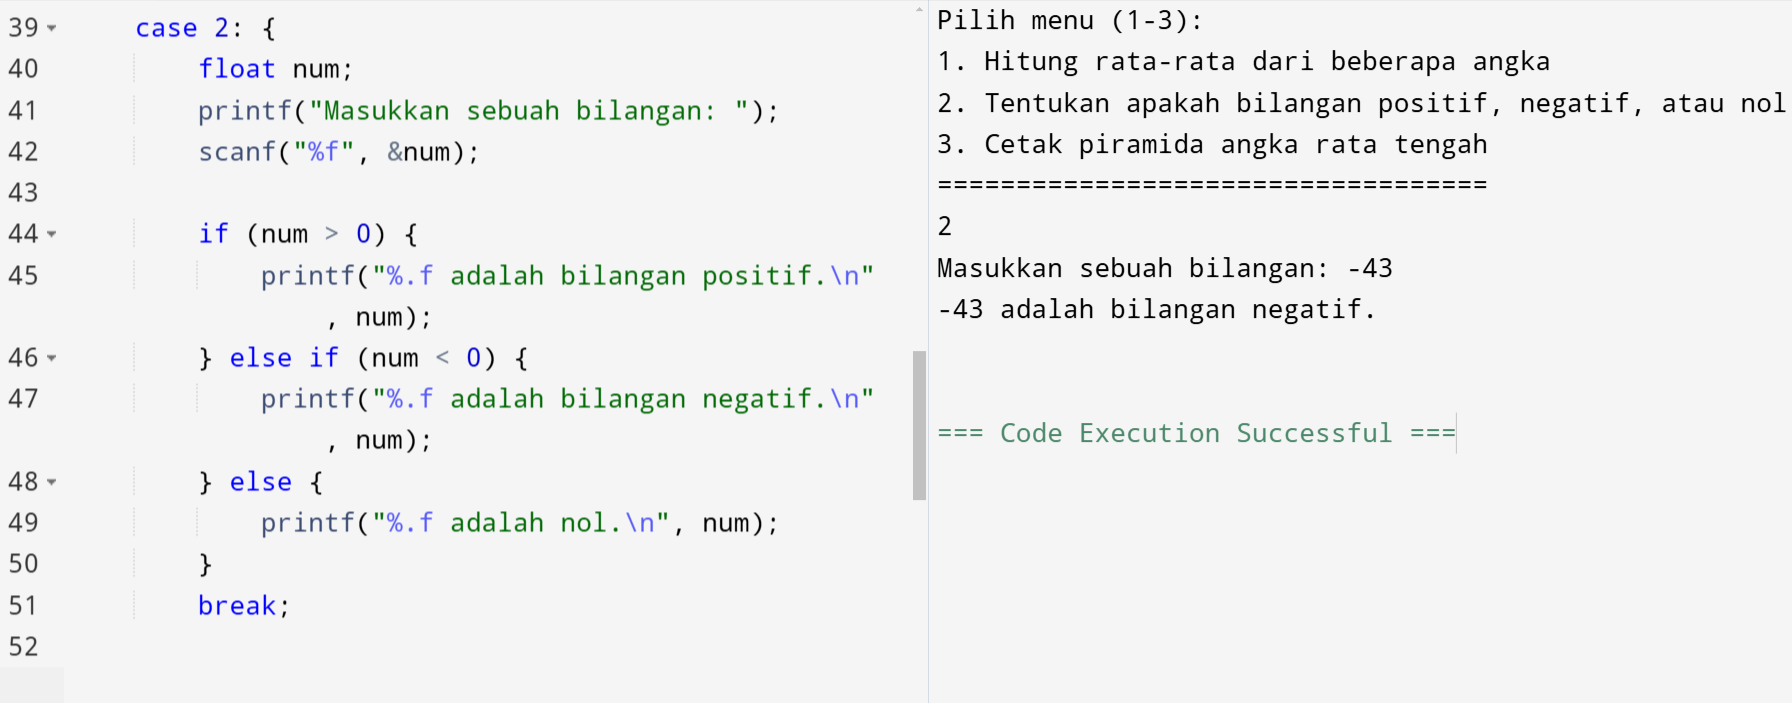 39 case 2: {
40 float num;
41 printf("Masukkan sebuah bilangan: ");
42 scanf("%f", &num);
43
44 if (num > 0) {
45 printf("%.f adalah bilangan positif.\n"
, num);
46 } else if (num < 0) {
47 printf("%.f adalah bilangan negatif.\n"
, num);
48 } else {
49 printf("%.f adalah nol.\n", num);
50 }
51 break;
52
Pilih menu (1-3):
1. Hitung rata-rata dari beberapa angka
2. Tentukan apakah bilangan positif, negatif, atau nol
3. Cetak piramida angka rata tengah
===================================
2
Masukkan sebuah bilangan: -43
-43 adalah bilangan negatif.
=== Code Execution Successful ===